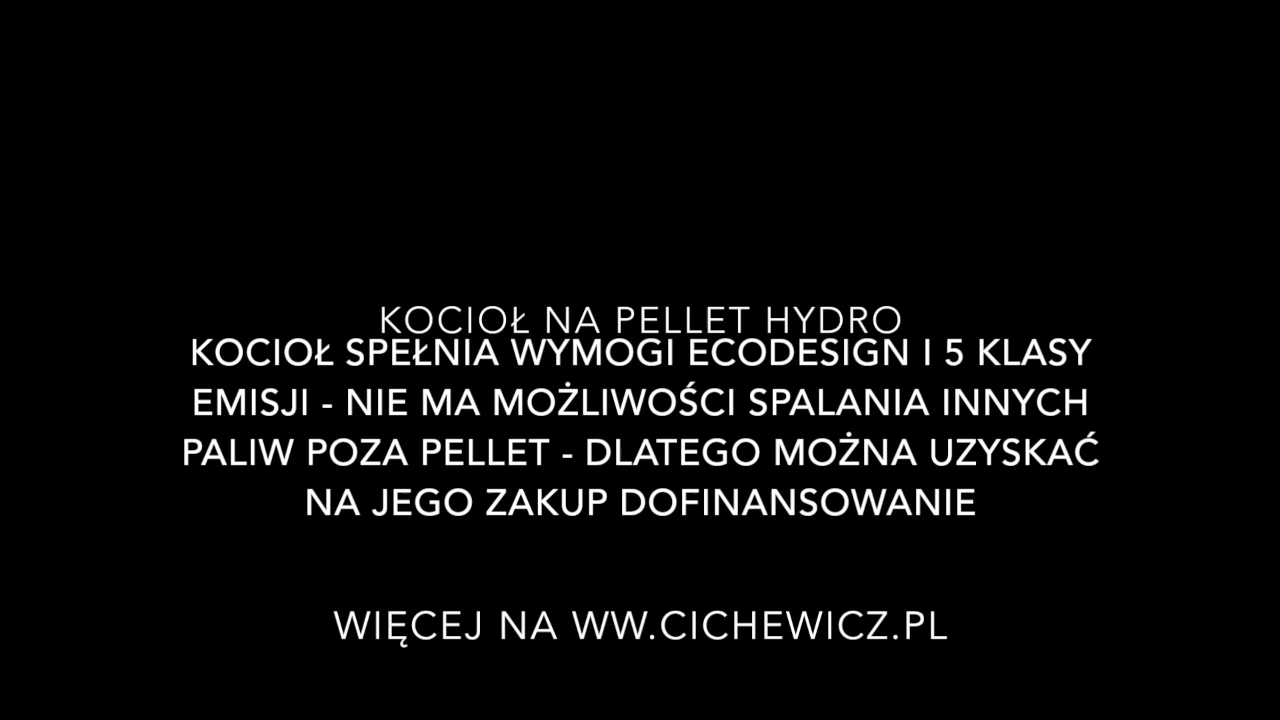 KOCIOŁ NA PELLET HYDRO
KOCIOŁ SPEŁNIA WYMOGI ECODESIGN I 5 KLASY
EMISJI - NIE MA MOŻLIWOŚCI SPALANIA INNYCH
PALIW POZA PELLET - DLATEGO MOŻNA UZYSKAĆ
NA JEGO ZAKUP DOFINANSOWANIE
WIĘCEJ NA WW.CICHEWICZ.PL